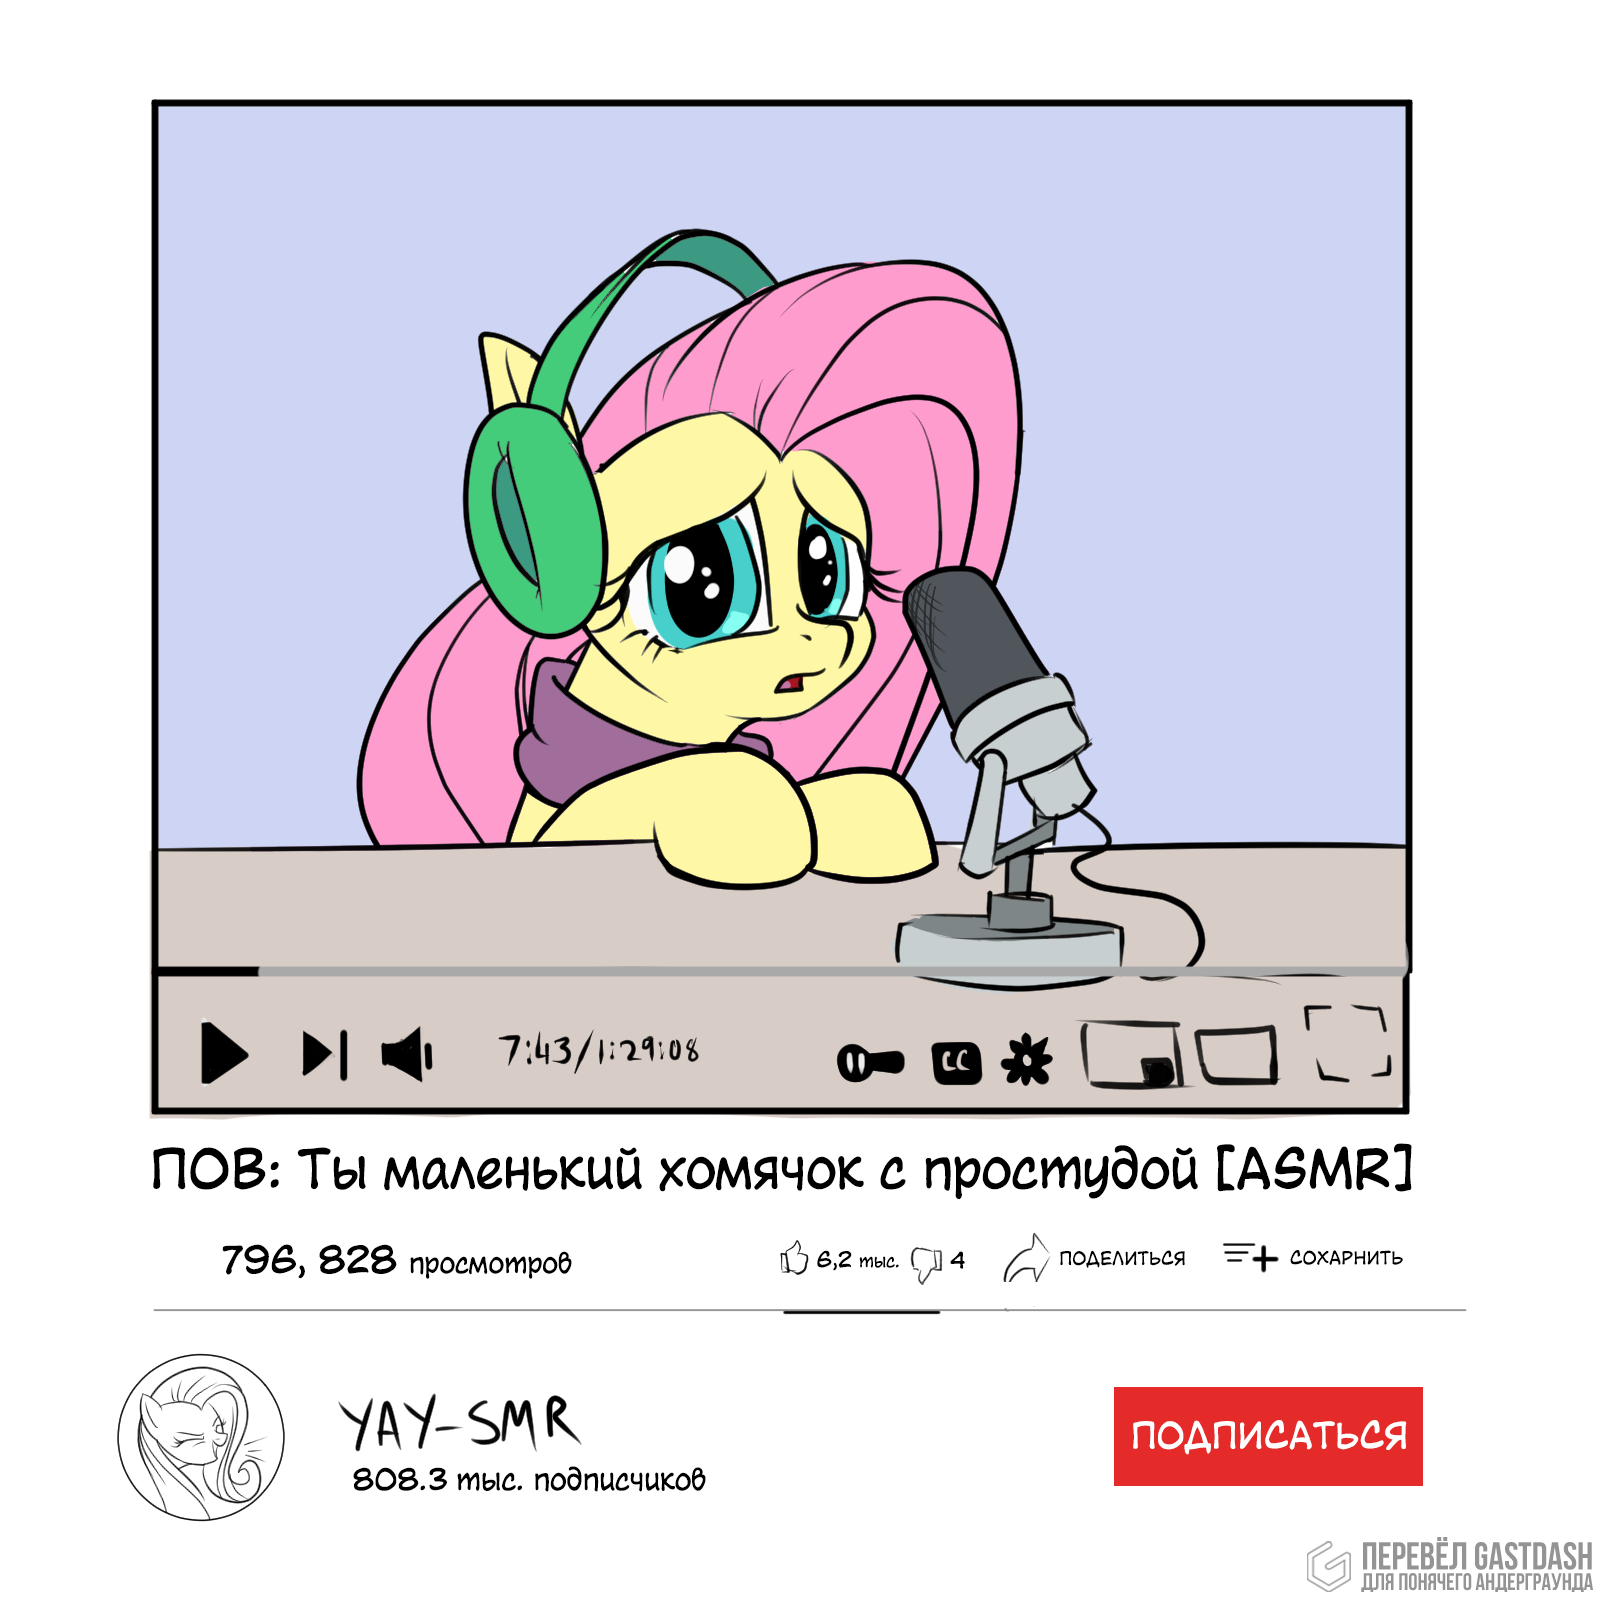 7:43/1:29:08
CC
ПОВ: Ты маленький хомячок с простудой [ASMR]
796, 828 просмотров
6,2 тыс. 4 ПОДЕЛИТЬСЯ СОХАРНИТЬ
YAY-SMR
808.3 тыс. подписчиков
ПОДПИСАТЬСЯ
ПЕРЕВЁЛ GASTDASH
ДЛЯ ПОНЯЧЕГО АНДЕРГРАУНДА